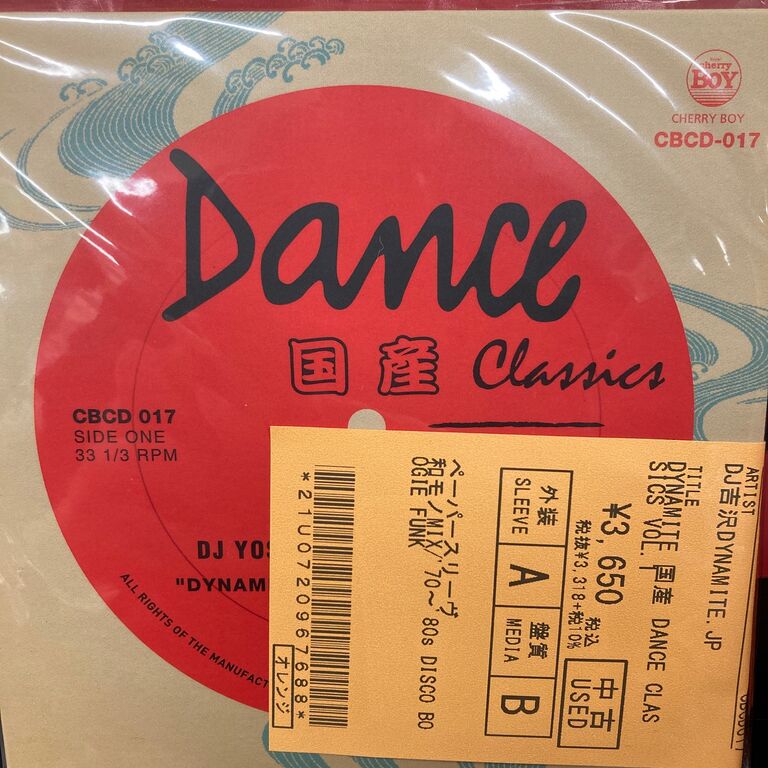 cherry
BOY
CHERRY BOY
CBCD-017
Dance
国産 Classics
CBCD 017
SIDE ONE
33 1/3 RPM
DJ YOS
"DYNAM
ALL RIGHTS OF THE MANUFACT
ARTIST
DJ吉沢DYNAMITE.JP
TITLE
DYNAMITE 国産 DANCE CLAS
SICS VOL.1
¥3,650 税込
税抜¥3,318+税10%
中古
USED
外装
SLEEVE
A
盤質
MEDIA
B
ペーパースリーヴ
和モノMIX/'70〜'80s DISCO BO
OGIE FUNK
*21U0720967688*
オレンジ